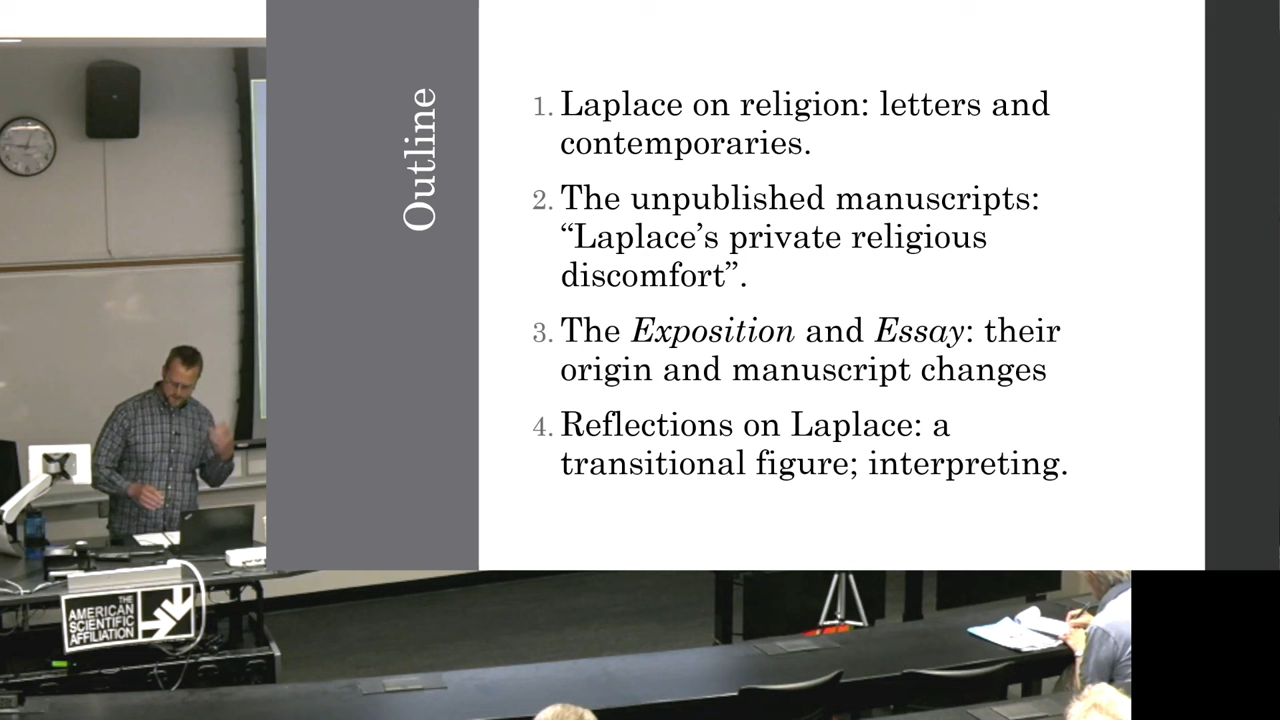 Outline
1. Laplace on religion: letters and
contemporaries.
2. The unpublished manuscripts:
“Laplace’s private religious
discomfort”.
3. The Exposition and Essay: their
origin and manuscript changes
4. Reflections on Laplace: a
transitional figure; interpreting.
THE
AMERICAN
SCIENTIFIC
AFFILIATION